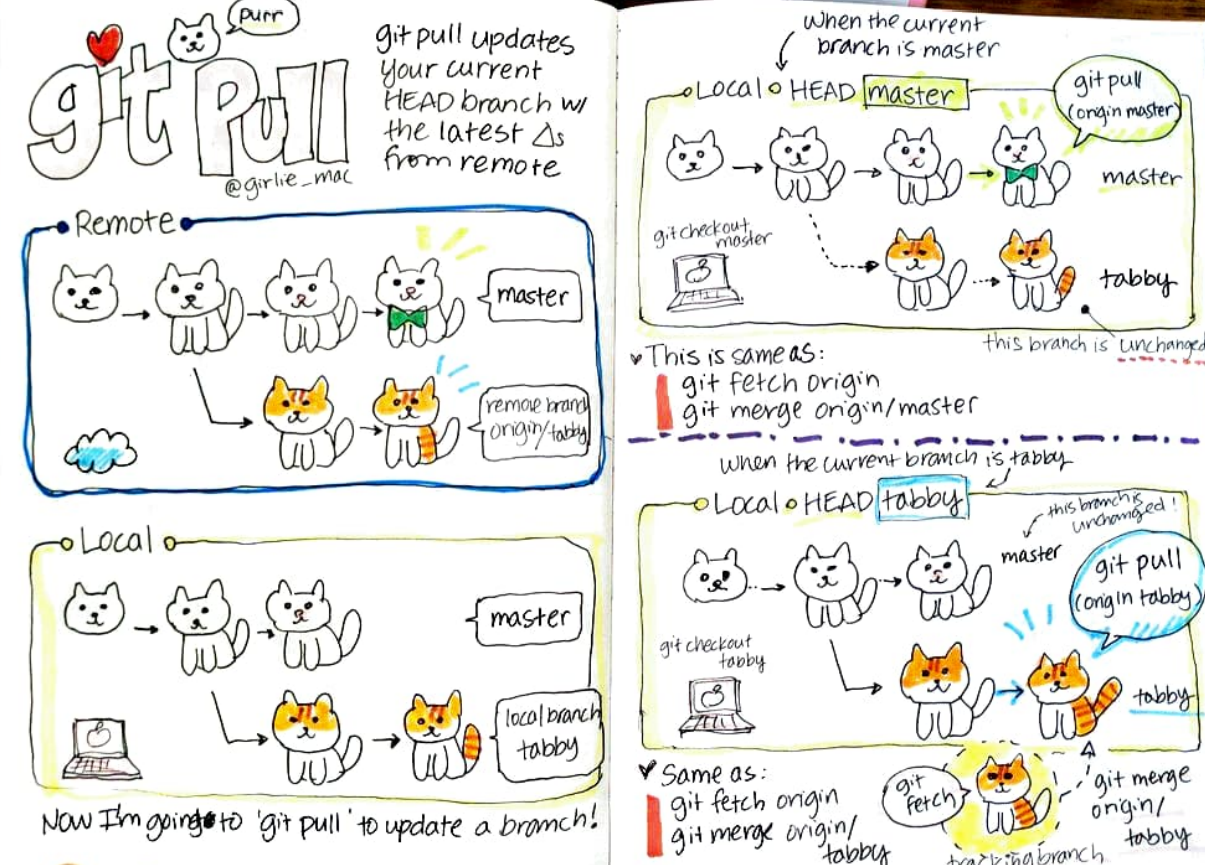 purr
git Pull
@girlie_mac
git pull updates
your current
HEAD branch w/
the latest Δs
from remote
Remote
master
remote branch
origin/tabby
Local
master
local branch
tabby
Now I'm going to 'git pull' to update a branch!
When the current
branch is master
Local HEAD master
git pull
(origin master)
master
git checkout
master
tabby
this branch is unchanged
This is same as:
git fetch origin
git merge origin/master
when the current branch is tabby
Local HEAD tabby
this branch is
unchanged!
master
git pull
(origin tabby)
git checkout
tabby
tabby
Same as:
git fetch origin
git merge origin/
tabby
git
fetch
git merge
origin/
tabby
tracking branch